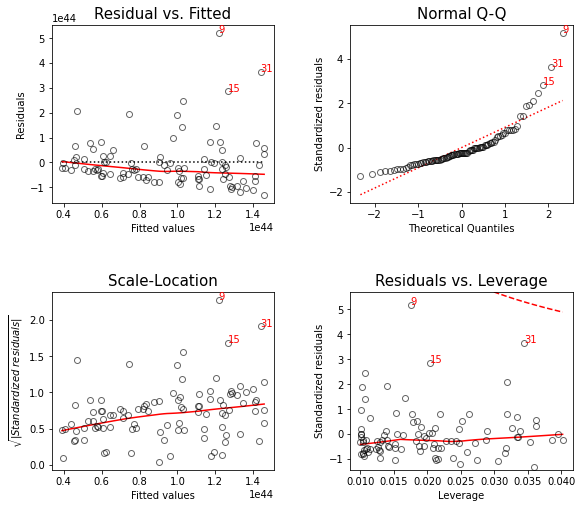 Residual vs. Fitted
1e44
Residuals
5
4
3
2
1
0
−1
9
31
15
0.4 0.6 0.8 1.0 1.2 1.4
Fitted values
1e44
Normal Q-Q
Standardized residuals
4
2
0
−2
9
31
15
−2 −1 0 1 2
Theoretical Quantiles
Scale-Location
√|Standardized residuals|
2.0
1.5
1.0
0.5
0.0
9
31
15
0.4 0.6 0.8 1.0 1.2 1.4
Fitted values
1e44
Residuals vs. Leverage
Standardized residuals
5
4
3
2
1
0
−1
9
31
15
0.010 0.015 0.020 0.025 0.030 0.035 0.040
Leverage